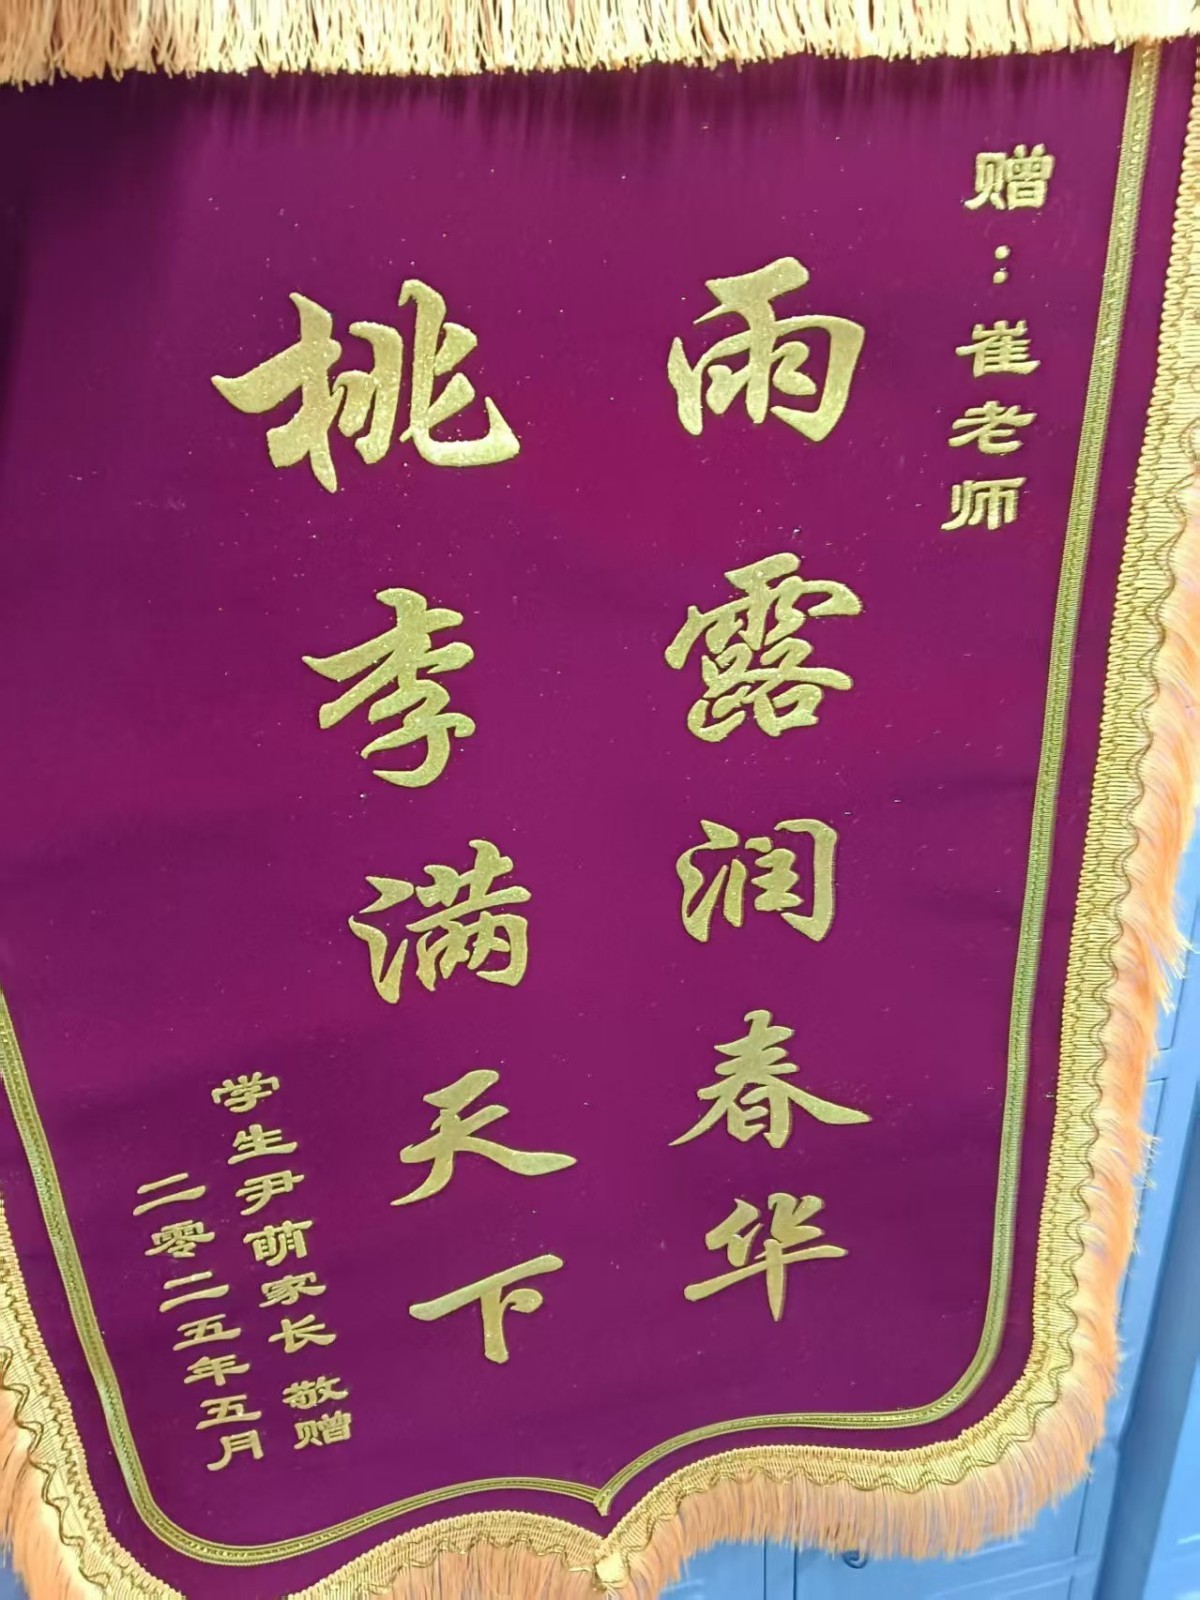 赠：崔老师
雨露润春华
桃李满天下
学生尹萌家长 敬赠
二零二五年五月